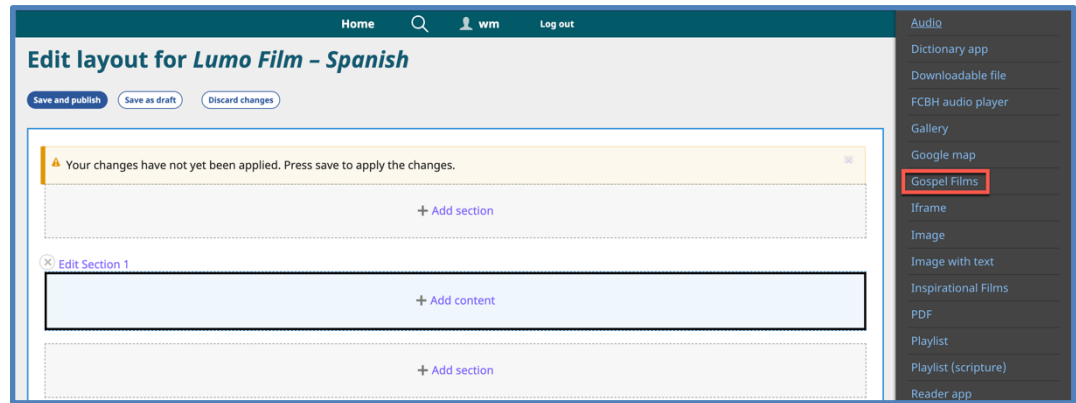 Home wm Log out
Edit layout for Lumo Film – Spanish
Save and publish Save as draft Discard changes
Your changes have not yet been applied. Press save to apply the changes.
+ Add section
Edit Section 1
+ Add content
+ Add section
Audio
Dictionary app
Downloadable file
FCBH audio player
Gallery
Google map
Gospel Films
Iframe
Image
Image with text
Inspirational Films
PDF
Playlist
Playlist (scripture)
Reader app